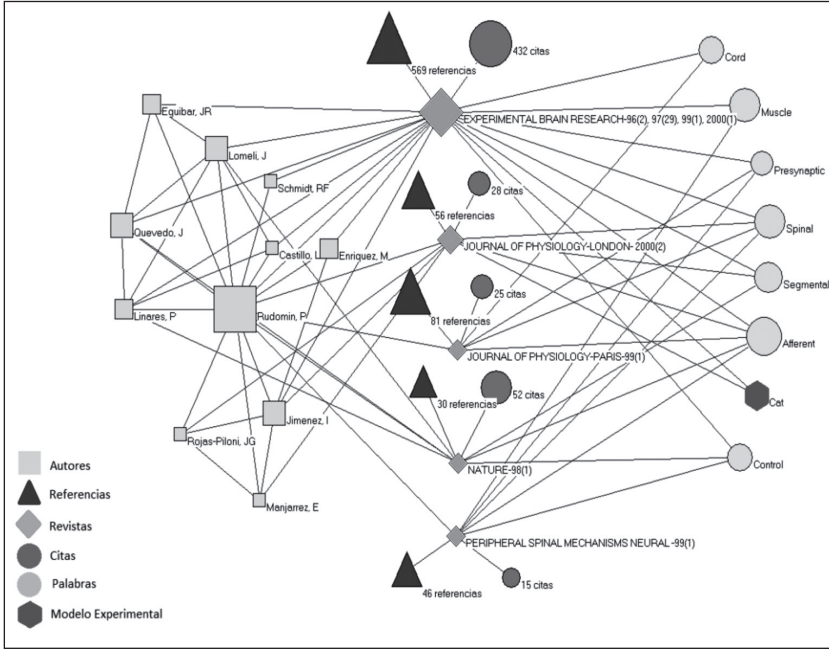 569 referencias
432 citas
Cord
Eguibar, JR
EXPERIMENTAL BRAIN RESEARCH-96(2), 97(29), 99(1), 2000(1)
Muscle
Lomeli, J
Presynaptic
Schmidt, RF
28 citas
56 referencias
Quevedo, J
Spinal
JOURNAL OF PHYSIOLOGY-LONDON- 2000(2)
Castillo, L
Enriquez, M
Segmental
25 citas
Linares, P
Rudomin, P
81 referencias
Afferent
JOURNAL OF PHYSIOLOGY-PARIS-99(1)
52 citas
30 referencias
Cat
Jimenez, I
Rojas-Piloni, JG
Control
NATURE-98(1)
Manjarrez, E
PERIPHERAL SPINAL MECHANISMS NEURAL -99(1)
46 referencias
15 citas
Autores
Referencias
Revistas
Citas
Palabras
Modelo Experimental